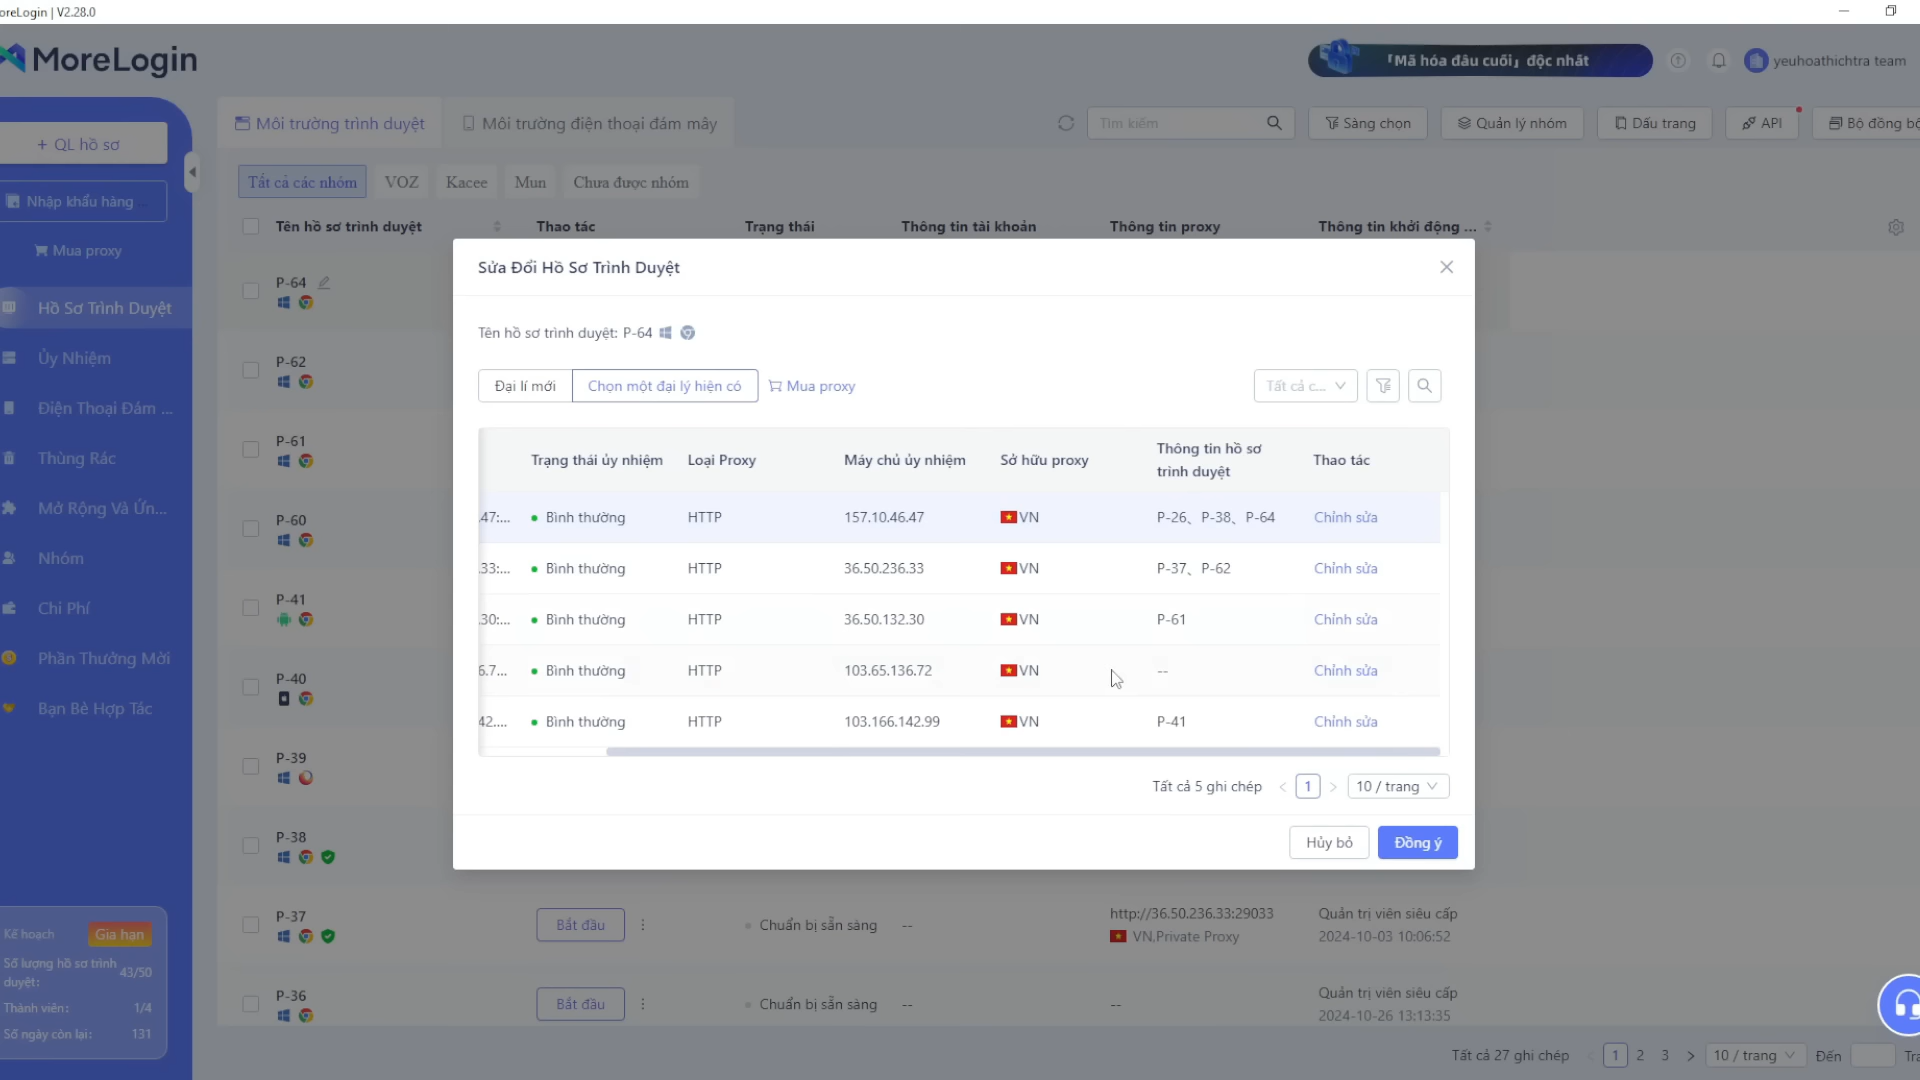 oreLogin | V2.28.0
MoreLogin
「Mã hóa đầu cuối」 độc nhất
yeuhoathichtra team
+ QL hồ sơ
Nhập khẩu hàng ...
Mua proxy
Hồ Sơ Trình Duyệt
Ủy Nhiệm
Điện Thoại Đám ...
Thùng Rác
Mở Rộng Và Ứn...
Nhóm
Chi Phí
Phần Thưởng Mời
Bạn Bè Hợp Tác
Kế hoạch
Gia hạn
Số lượng hồ sơ trình duyệt: 43/50
Thành viên: 1/4
Số ngày còn lại: 131
Môi trường trình duyệt
Môi trường điện thoại đám mây
Tìm kiếm
Sàng chọn
Quản lý nhóm
Dấu trang
API
Bộ đồng bộ
Tất cả các nhóm
VOZ
Kacee
Mun
Chưa được nhóm
Tên hồ sơ trình duyệt
Thao tác
Trạng thái
Thông tin tài khoản
Thông tin proxy
Thông tin khởi động ...
P-64
P-62
P-61
P-60
P-41
P-40
P-39
P-38
Sửa Đổi Hồ Sơ Trình Duyệt
Tên hồ sơ trình duyệt: P-64
Đại lí mới
Chọn một đại lý hiện có
Mua proxy
Tất cả c...
Trạng thái ủy nhiệm
Loại Proxy
Máy chủ ủy nhiệm
Sở hữu proxy
Thông tin hồ sơ trình duyệt
Thao tác
.47:... Bình thường HTTP 157.10.46.47 VN P-26、P-38、P-64 Chỉnh sửa
.33:... Bình thường HTTP 36.50.236.33 VN P-37、P-62 Chỉnh sửa
.30:... Bình thường HTTP 36.50.132.30 VN P-61 Chỉnh sửa
6.7... Bình thường HTTP 103.65.136.72 VN -- Chỉnh sửa
42.... Bình thường HTTP 103.166.142.99 VN P-41 Chỉnh sửa
Tất cả 5 ghi chép
< 1 >
10 / trang
Hủy bỏ
Đồng ý
P-37
Bắt đầu
Chuẩn bị sẵn sàng
--
http://36.50.236.33:29033
VN,Private Proxy
Quản trị viên siêu cấp
2024-10-03 10:06:52
P-36
Bắt đầu
Chuẩn bị sẵn sàng
--
--
Quản trị viên siêu cấp
2024-10-26 13:13:35
Tất cả 27 ghi chép
< 1 2 3 >
10 / trang
Đến
Tra